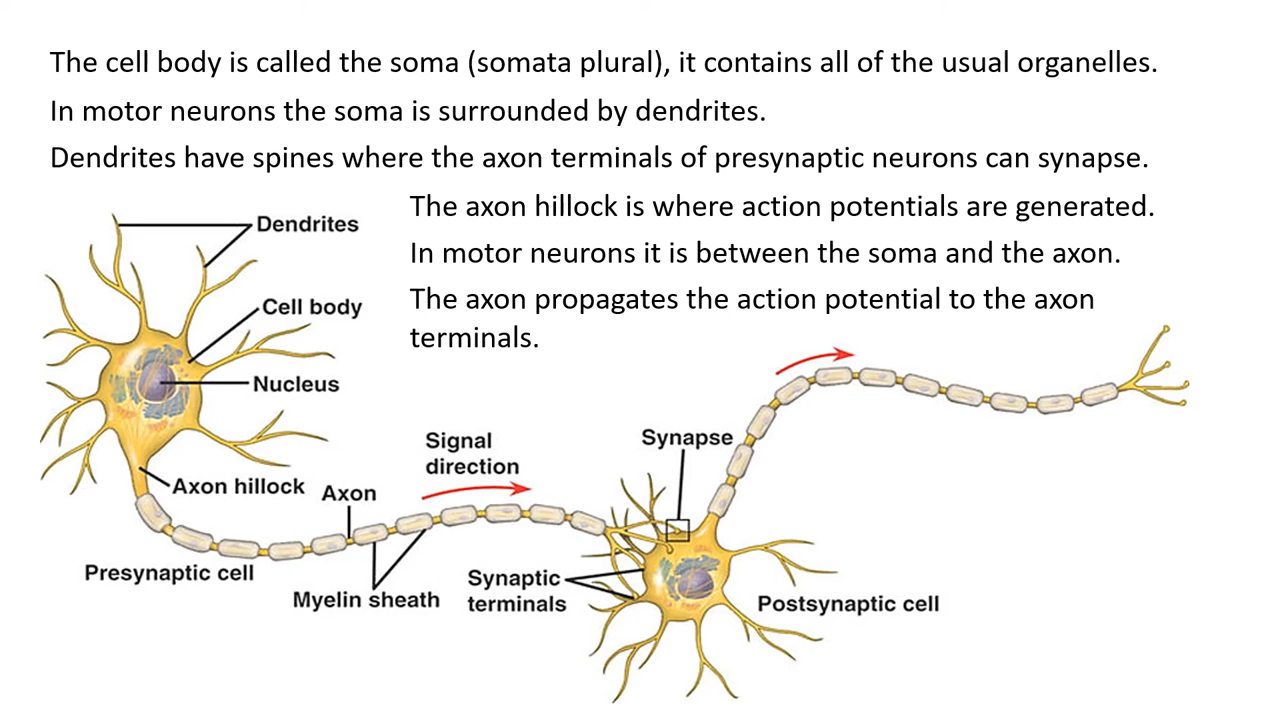 The cell body is called the soma (somata plural), it contains all of the usual organelles.
In motor neurons the soma is surrounded by dendrites.
Dendrites have spines where the axon terminals of presynaptic neurons can synapse.
The axon hillock is where action potentials are generated.
In motor neurons it is between the soma and the axon.
The axon propagates the action potential to the axon
terminals.
Dendrites
Cell body
Nucleus
Axon hillock
Axon
Signal
direction
Synapse
Presynaptic cell
Myelin sheath
Synaptic
terminals
Postsynaptic cell